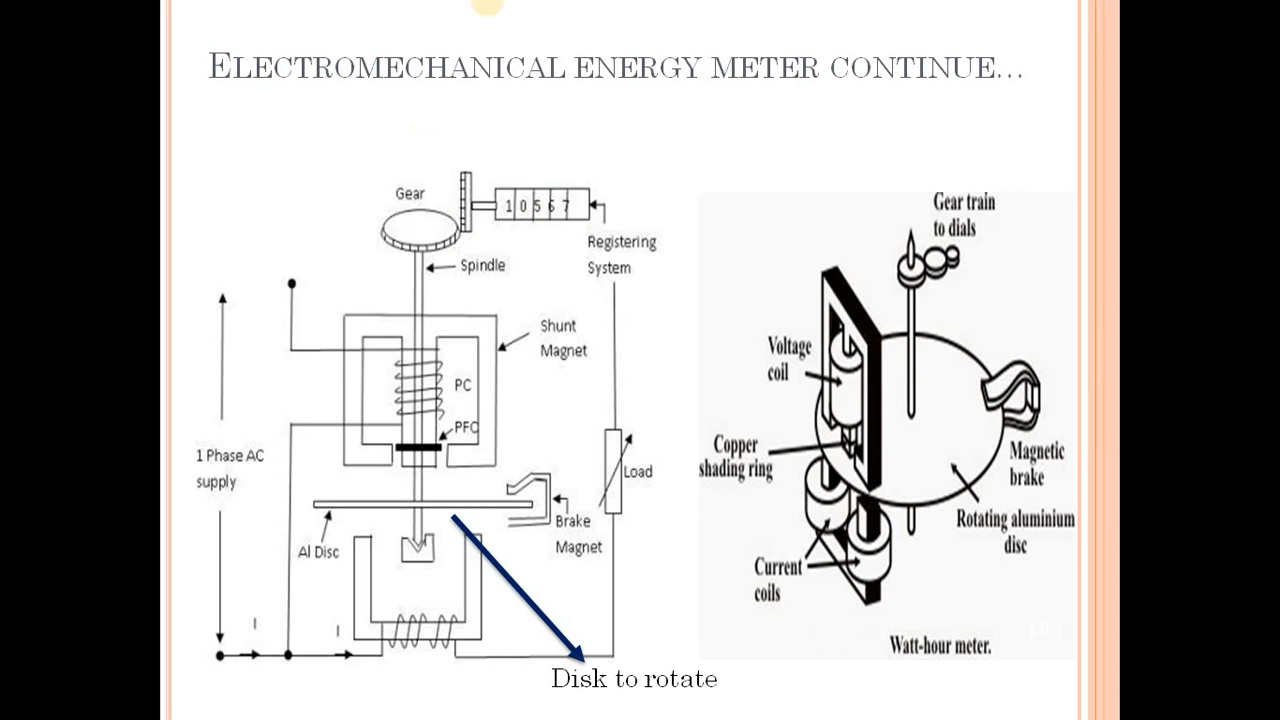 ELECTROMECHANICAL ENERGY METER CONTINUE...
Gear
1 0 5 6 7
Registering
System
Spindle
Shunt
Magnet
PC
PFC
1 Phase AC
supply
Load
Brake
Magnet
Al Disc
I
I
Disk to rotate
Gear train
to dials
Voltage
coil
Copper
shading ring
Magnetic
brake
Rotating aluminium
disc
Current
coils
Watt-hour meter.